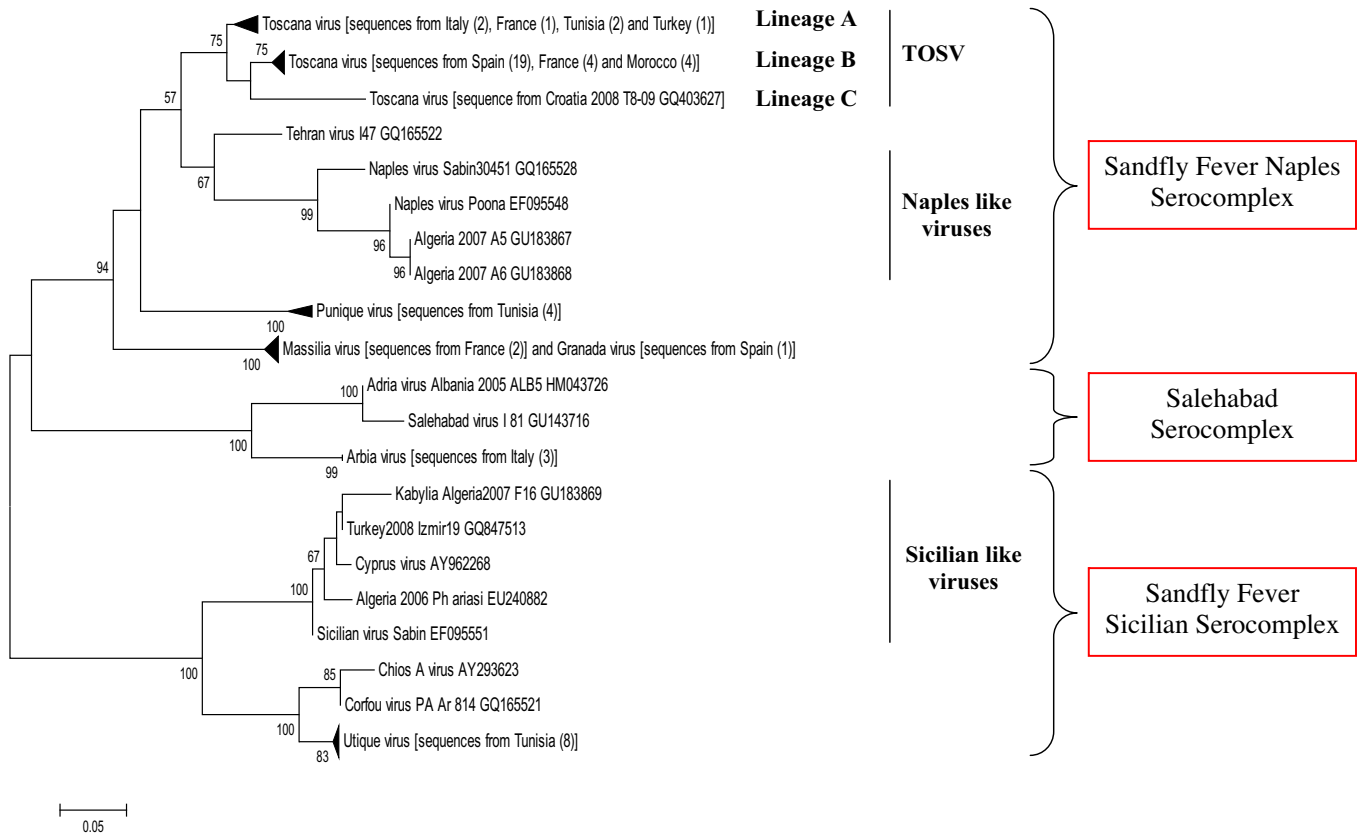 Toscana virus [sequences from Italy (2), France (1), Tunisia (2) and Turkey (1)]
Lineage A
75
75
Toscana virus [sequences from Spain (19), France (4) and Morocco (4)]
Lineage B
TOSV
57
Toscana virus [sequence from Croatia 2008 T8-09 GQ403627]
Lineage C
Tehran virus I47 GQ165522
67
Naples virus Sabin30451 GQ165528
99
Naples virus Poona EF095548
96
Algeria 2007 A5 GU183867
96
Algeria 2007 A6 GU183868
Naples like
viruses
Sandfly Fever Naples
Serocomplex
94
Punique virus [sequences from Tunisia (4)]
100
Massilia virus [sequences from France (2)] and Granada virus [sequences from Spain (1)]
100
Adria virus Albania 2005 ALB5 HM043726
100
Salehabad virus I 81 GU143716
100
Arbia virus [sequences from Italy (3)]
99
Salehabad
Serocomplex
Kabylia Algeria2007 F16 GU183869
Turkey2008 Izmir19 GQ847513
67
Cyprus virus AY962268
100
Algeria 2006 Ph ariasi EU240882
Sicilian virus Sabin EF095551
Sicilian like
viruses
Sandfly Fever
Sicilian Serocomplex
100
Chios A virus AY293623
85
Corfou virus PA Ar 814 GQ165521
100
Utique virus [sequences from Tunisia (8)]
83
0.05